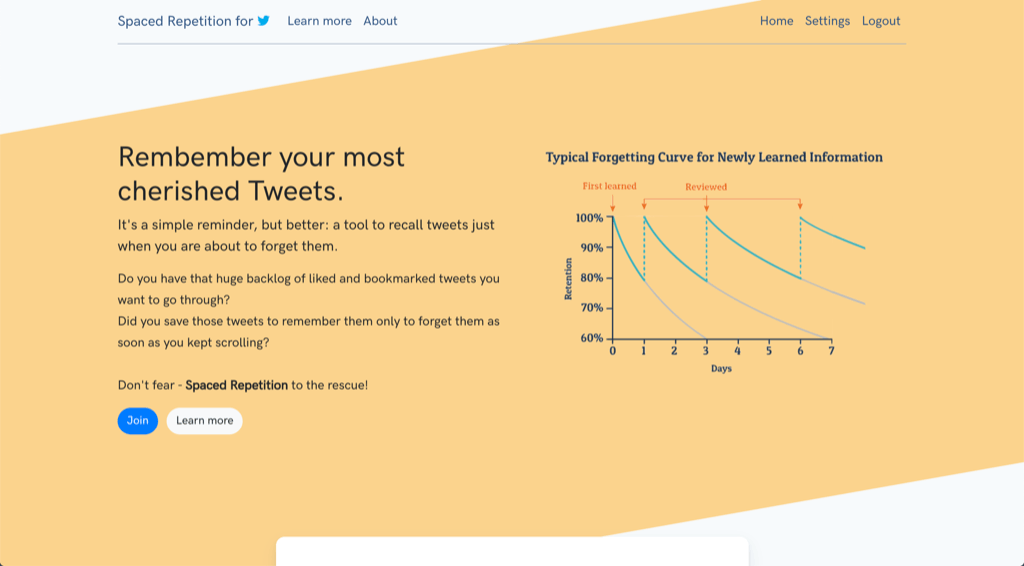 Spaced Repetition for Learn more About Home Settings Logout
Rembember your most
cherished Tweets.
It's a simple reminder, but better: a tool to recall tweets just
when you are about to forget them.
Do you have that huge backlog of liked and bookmarked tweets you
want to go through?
Did you save those tweets to remember them only to forget them as
soon as you kept scrolling?
Don't fear - Spaced Repetition to the rescue!
Join Learn more
Typical Forgetting Curve for Newly Learned Information
First learned Reviewed
100%
90%
80%
70%
60%
Retention
0 1 2 3 4 5 6 7
Days